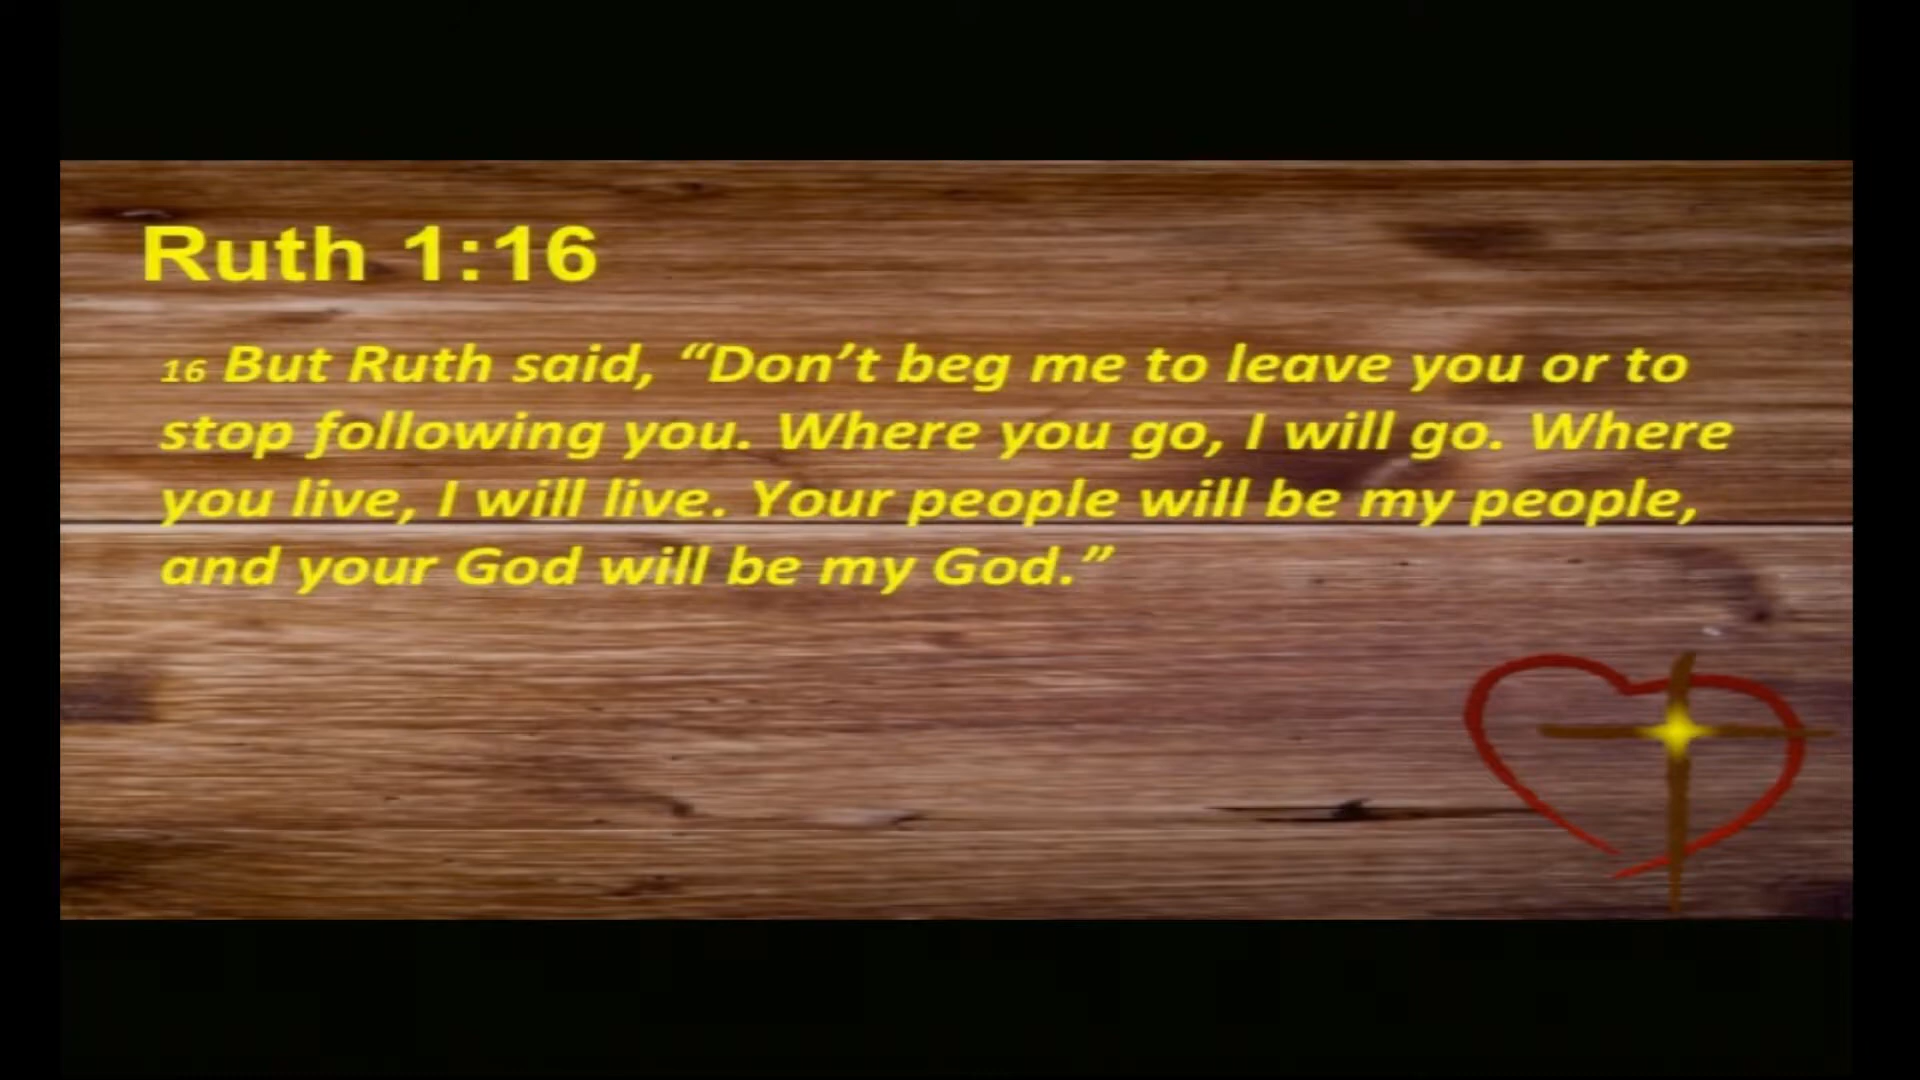 Ruth 1:16
16 But Ruth said, “Don’t beg me to leave you or to
stop following you. Where you go, I will go. Where
you live, I will live. Your people will be my people,
and your God will be my God.”